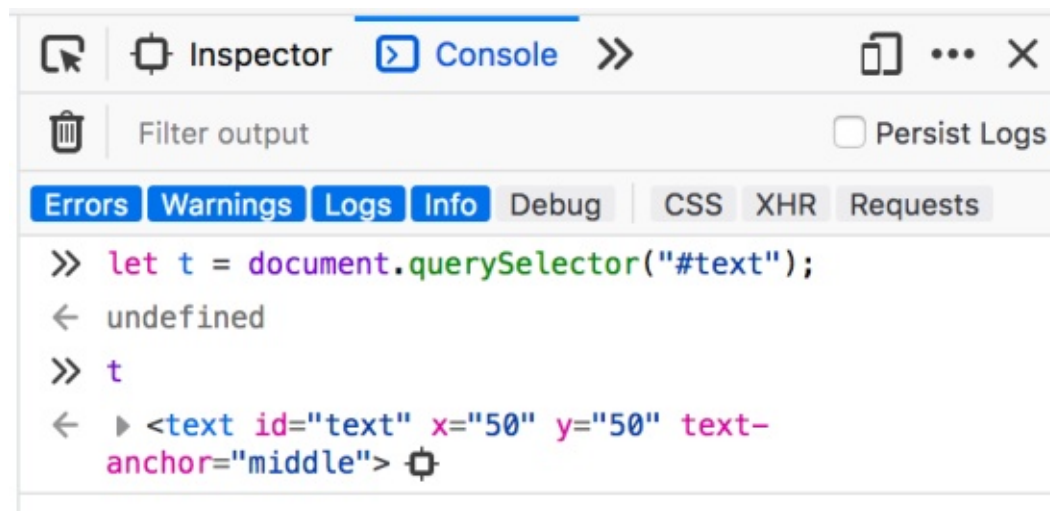 Inspector Console
Filter output Persist Logs
Errors Warnings Logs Info Debug CSS XHR Requests
let t = document.querySelector("#text");
undefined
t
<text id="text" x="50" y="50" text-
anchor="middle">